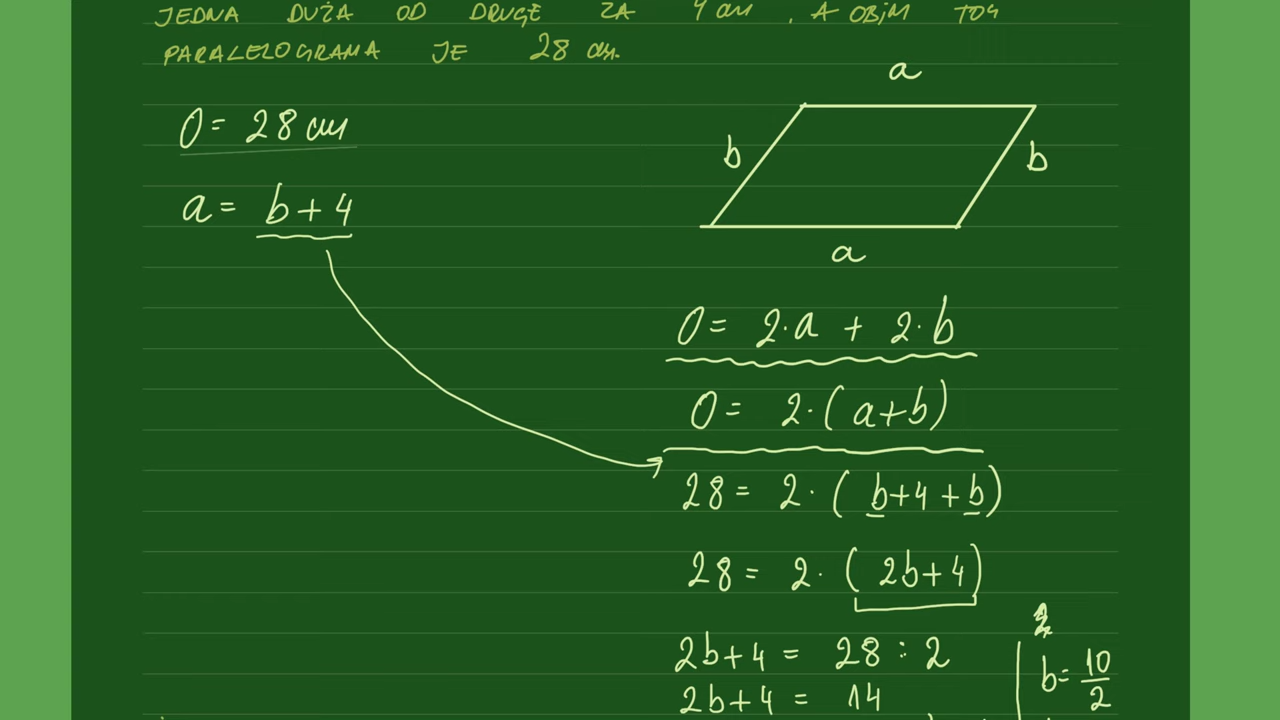 JEDNA DUŽA OD DRUGE ZA 4 cm, A OBIM TOG
PARALELOGRAMA JE 28 cm.
O = 28 cm
a = b + 4
a
b
b
a
O = 2·a + 2·b
O = 2·(a+b)
28 = 2·(b+4+b)
28 = 2·(2b+4)
2b+4 = 28 : 2
2b+4 = 14
b = 10/2